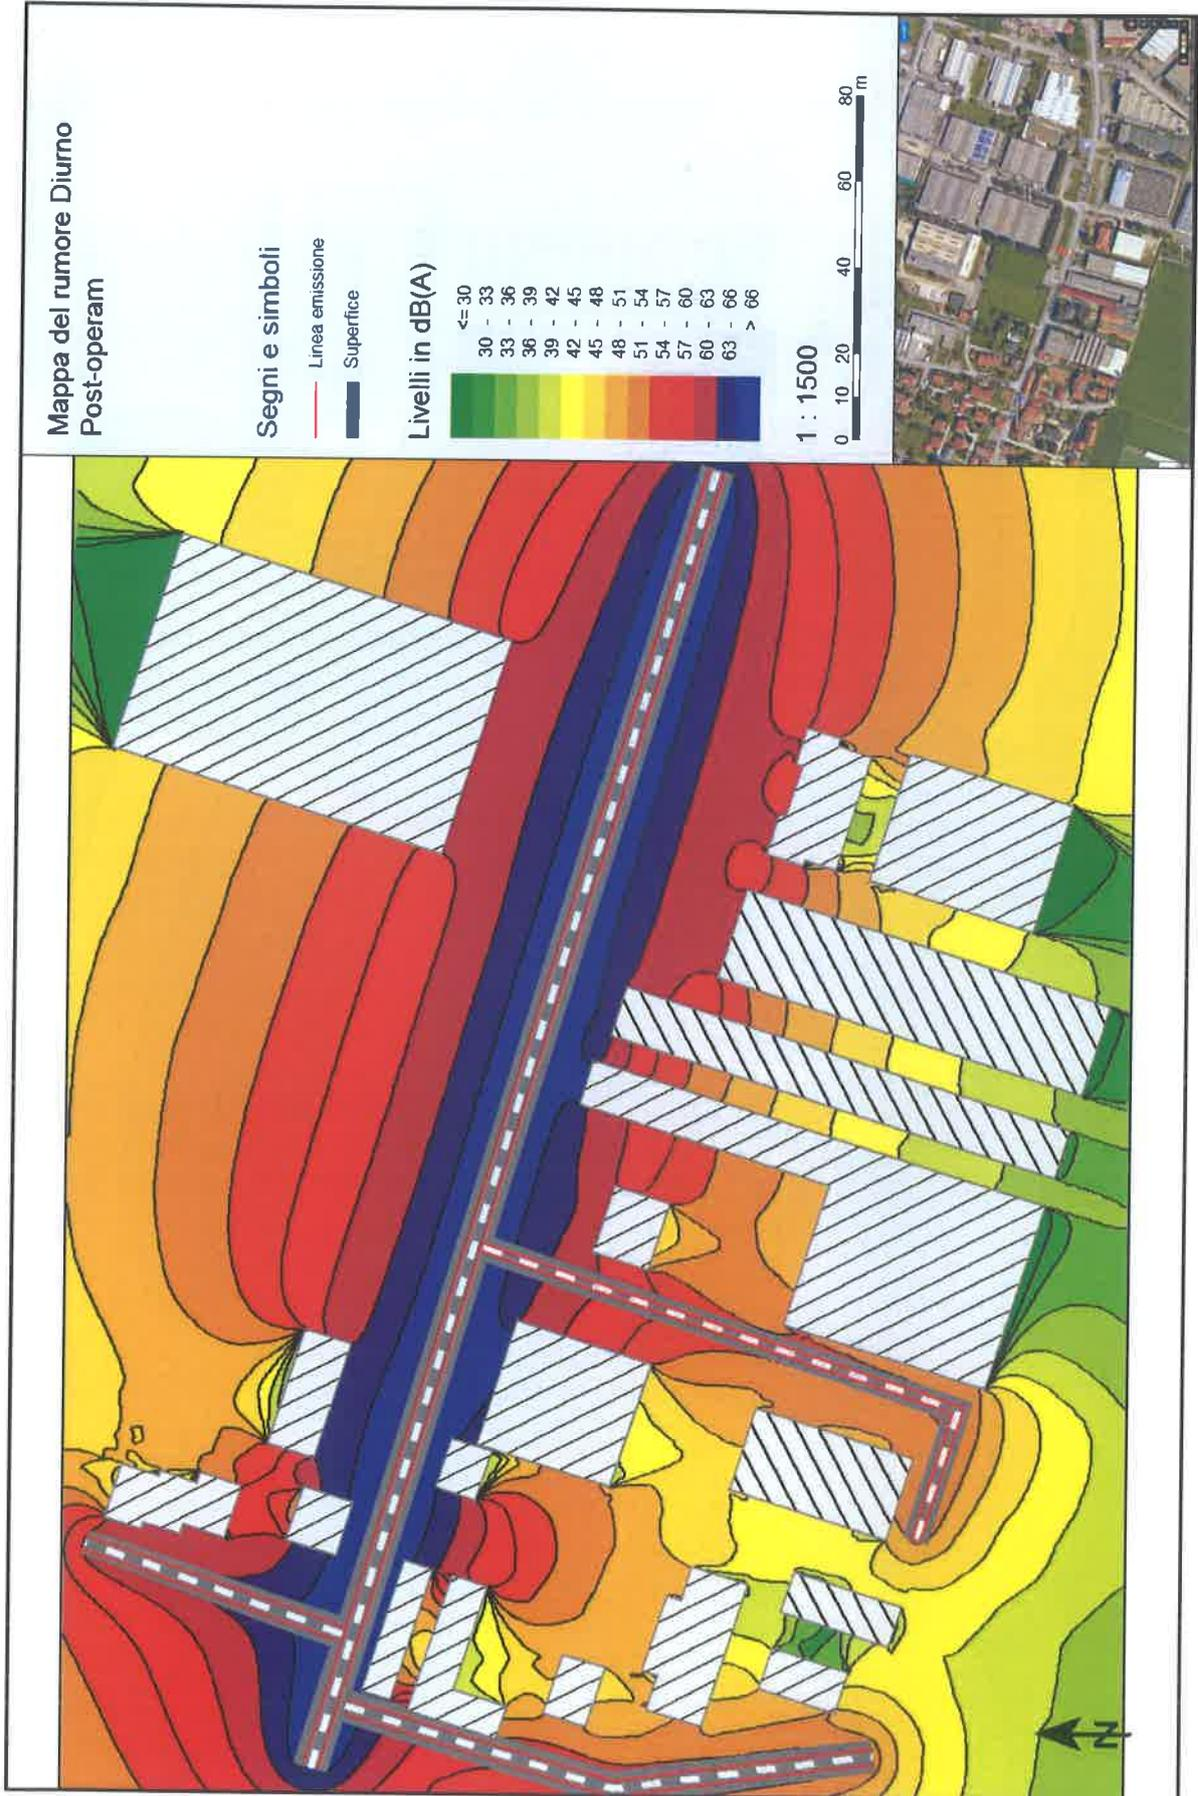 Mappa del rumore Diurno
Post-operam
Segni e simboli
Linea emissione
Superfice
Livelli in dB(A)
<= 30
30 - 33
33 - 36
36 - 39
39 - 42
42 - 45
45 - 48
48 - 51
51 - 54
54 - 57
57 - 60
60 - 63
63 - 66
> 66
1 : 1500
0 10 20 40 60 80
m
N